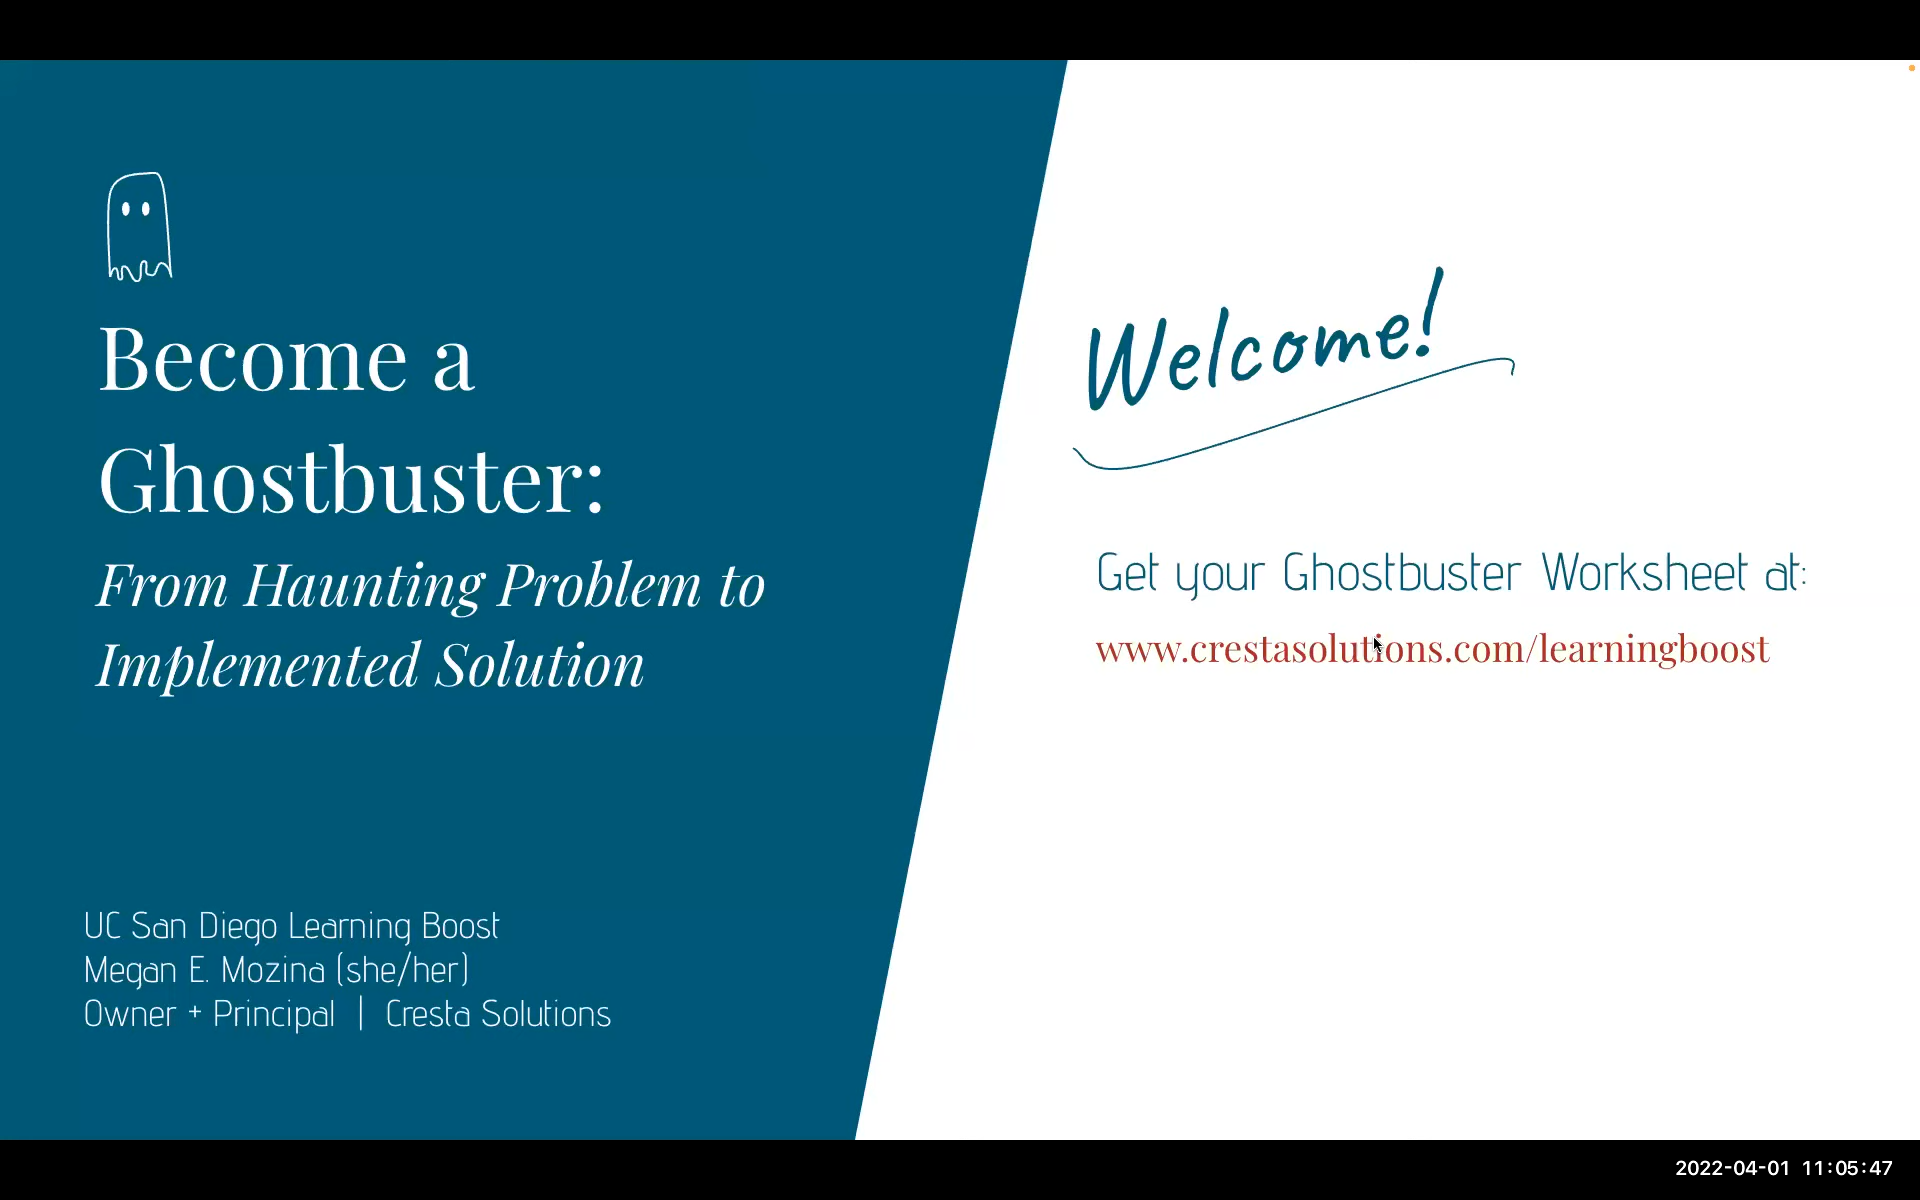 Become a
Ghostbuster:
From Haunting Problem to
Implemented Solution
UC San Diego Learning Boost
Megan E. Mozina (she/her)
Owner + Principal | Cresta Solutions
Welcome!
Get your Ghostbuster Worksheet at:
www.crestasolutions.com/learningboost
2022-04-01 11:05:47